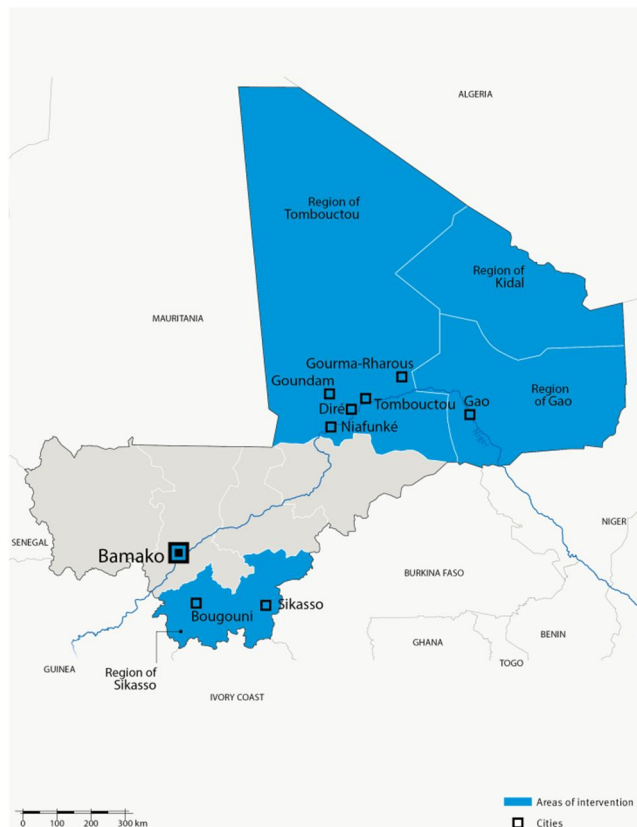 ALGERIA
Region of
Tombouctou
Region of
Kidal
MAURITANIA
Gourma-Rharous
Goundam
Region
of Gao
Diré
Tombouctou
Gao
Niafunké
NIGER
SENEGAL
Bamako
BURKINA FASO
Bougouni
Sikasso
BENIN
GHANA
TOGO
GUINEA
Region of
Sikasso
IVORY COAST
0 100 200 300 km
Areas of intervention
Cities